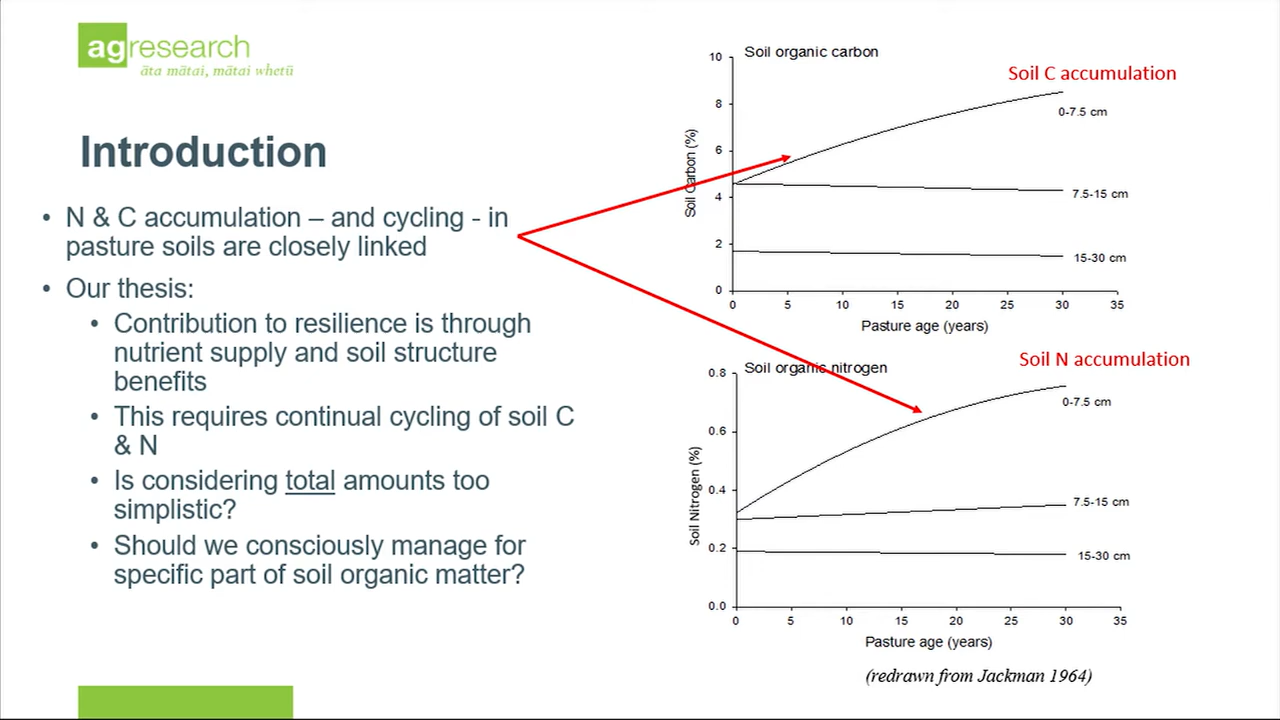 agresearch
āta mātai, mātai whetū
Introduction
• N & C accumulation – and cycling - in
pasture soils are closely linked
• Our thesis:
• Contribution to resilience is through
nutrient supply and soil structure
benefits
• This requires continual cycling of soil C
& N
• Is considering total amounts too
simplistic?
• Should we consciously manage for
specific part of soil organic matter?
Soil organic carbon
Soil C accumulation
Soil Carbon (%)
10
8
6
4
2
0
0-7.5 cm
7.5-15 cm
15-30 cm
0 5 10 15 20 25 30 35
Pasture age (years)
Soil N accumulation
Soil organic nitrogen
Soil Nitrogen (%)
0.8
0.6
0.4
0.2
0.0
0-7.5 cm
7.5-15 cm
15-30 cm
0 5 10 15 20 25 30 35
Pasture age (years)
(redrawn from Jackman 1964)